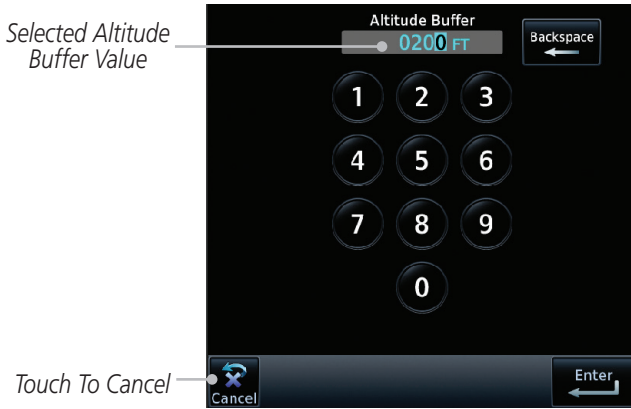 Altitude Buffer
Selected Altitude
Buffer Value
0200 FT
Backspace
1 2 3
4 5 6
7 8 9
0
Touch To Cancel
Cancel
Enter